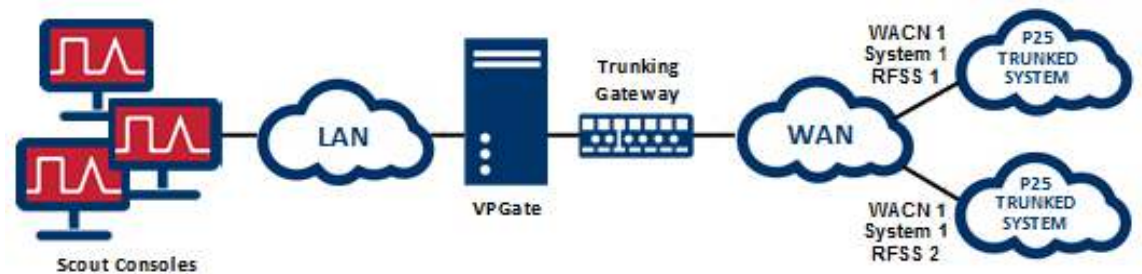 WACN 1
System 1
RFSS 1
P25
TRUNKED
SYSTEM
Trunking
Gateway
LAN
WAN
VPGate
P25
TRUNKED
SYSTEM
WACN 1
System 1
RFSS 2
Scout Consoles